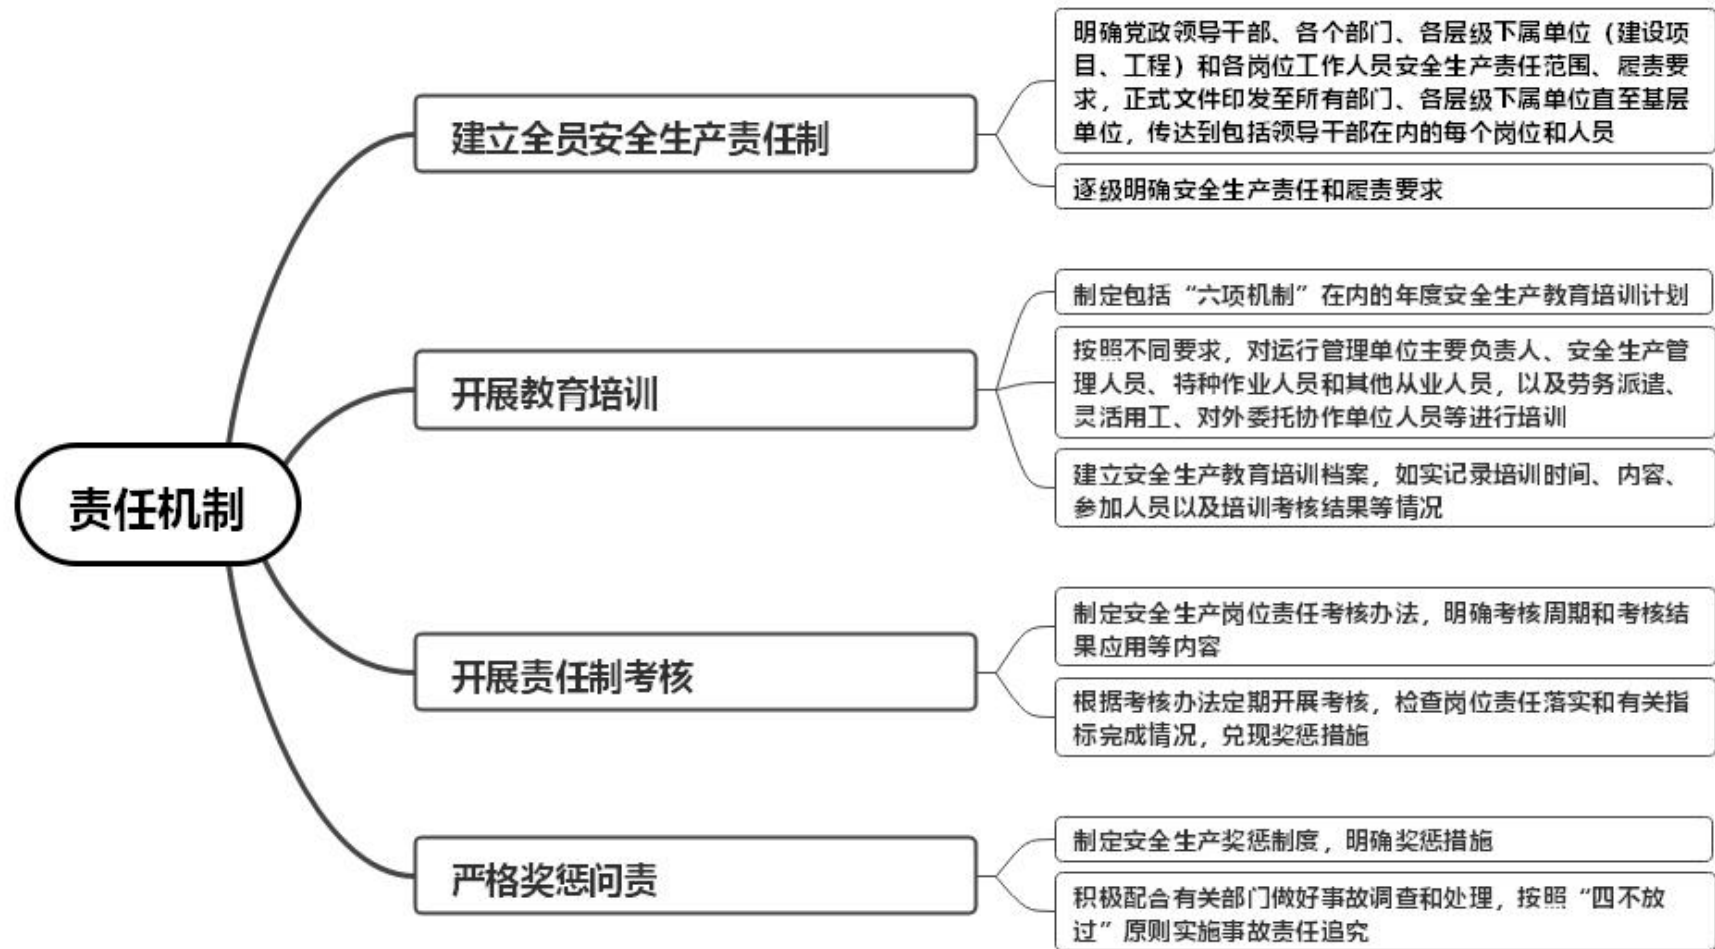 责任机制
建立全员安全生产责任制
明确党政领导干部、各个部门、各层级下属单位（建设项
目、工程）和各岗位工作人员安全生产责任范围、履责要
求，正式文件印发至所有部门、各层级下属单位直至基层
单位，传达到包括领导干部在内的每个岗位和人员
逐级明确安全生产责任和履责要求
开展教育培训
制定包括“六项机制”在内的年度安全生产教育培训计划
按照不同要求，对运行管理单位主要负责人、安全生产管
理人员、特种作业人员和其他从业人员，以及劳务派遣、
灵活用工、对外委托协作单位人员等进行培训
建立安全生产教育培训档案，如实记录培训时间、内容、
参加人员以及培训考核结果等情况
开展责任制考核
制定安全生产岗位责任考核办法，明确考核周期和考核结
果应用等内容
根据考核办法定期开展考核，检查岗位责任落实和有关指
标完成情况，兑现奖惩措施
严格奖惩问责
制定安全生产奖惩制度，明确奖惩措施
积极配合有关部门做好事故调查和处理，按照“四不放
过”原则实施事故责任追究